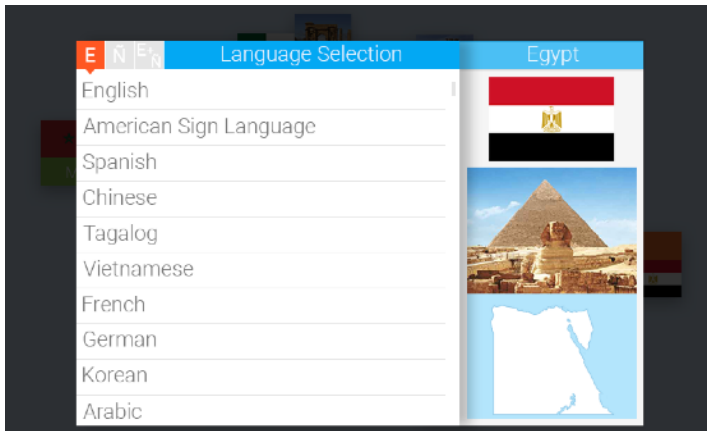 E Ñ E/Ñ Language Selection Egypt
English
American Sign Language
Spanish
Chinese
Tagalog
Vietnamese
French
German
Korean
Arabic